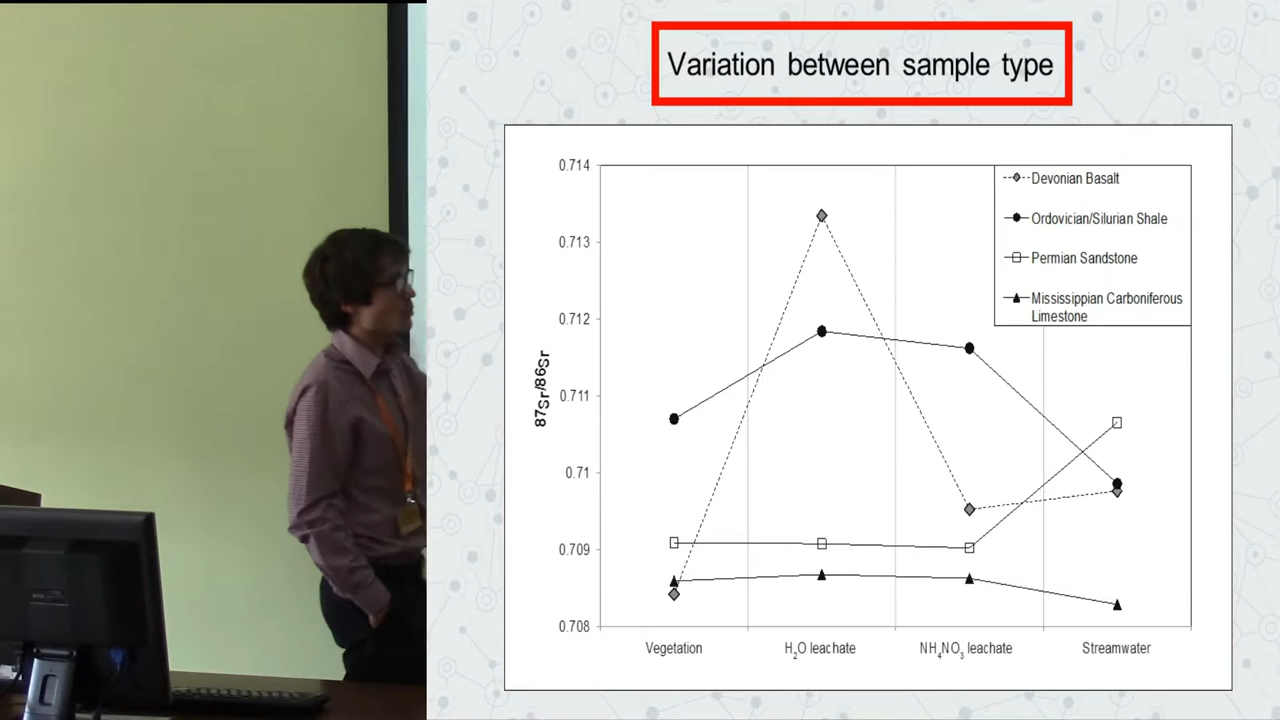 Variation between sample type
0.714
0.713
0.712
0.711
0.71
0.709
0.708
87Sr/86Sr
Devonian Basalt
Ordovician/Silurian Shale
Permian Sandstone
Mississippian Carboniferous
Limestone
Vegetation
H₂O leachate
NH₄NO₃ leachate
Streamwater